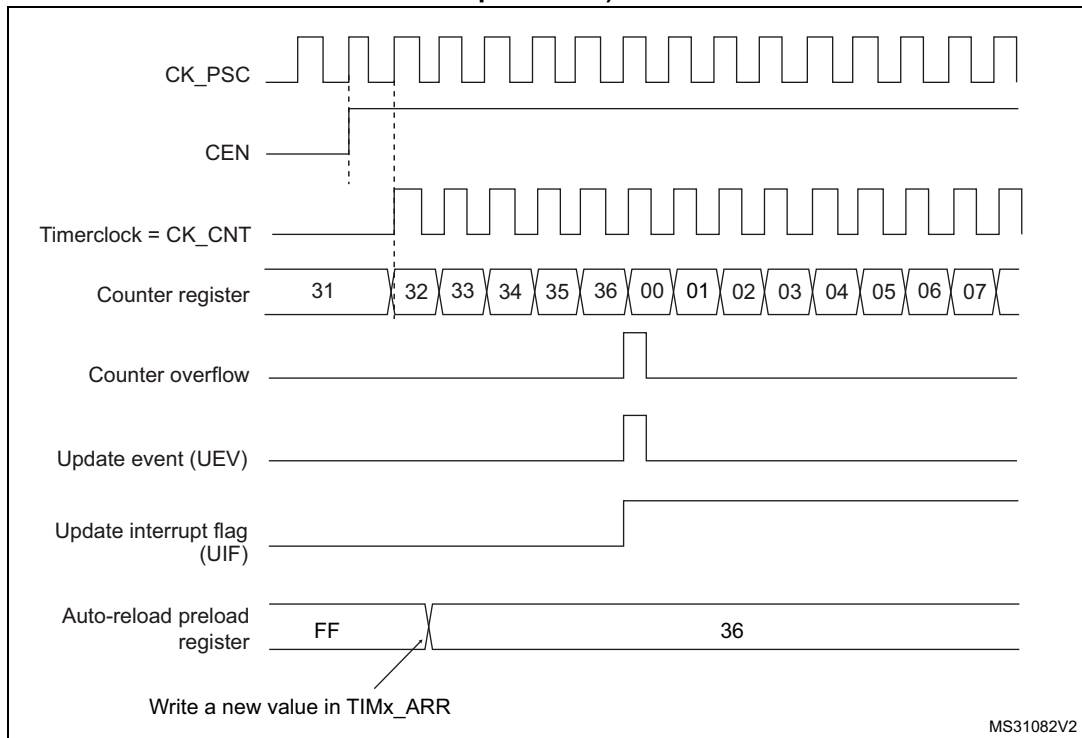 CK_PSC
CEN
Timerclock = CK_CNT
Counter register
31 32 33 34 35 36 00 01 02 03 04 05 06 07
Counter overflow
Update event (UEV)
Update interrupt flag
(UIF)
Auto-reload preload
register
FF 36
Write a new value in TIMx_ARR
MS31082V2